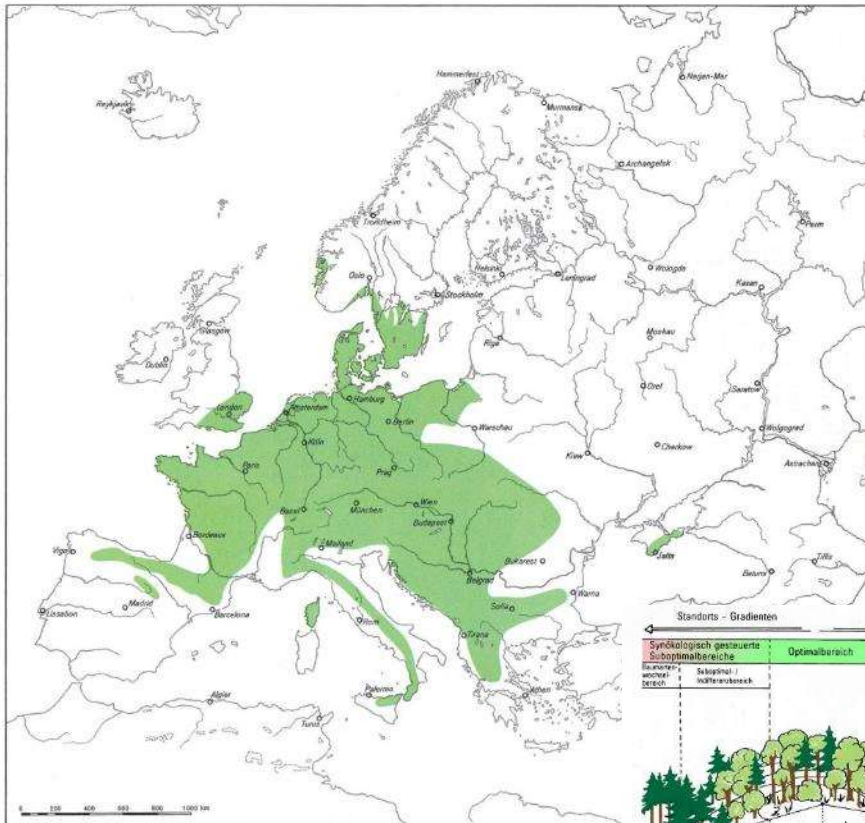 Hammerfest
Narjan-Mar
Reykjavik
Murmansk
Archangelsk
Trondheim
Perm
Helsinki
Leningrad
Wologda
Oslo
Stockholm
Kasan
Glasgow
Riga
Moskau
Dublin
Orel
Saratow
Hamburg
London
Amsterdam
Berlin
Warschau
Wolgograd
Köln
Kiew
Charkow
Astrachan
Paris
Prag
Basel
München
Wien
Budapest
Bordeaux
Mailand
Vigo
Bukarest
Jalta
Belgrad
Tiflis
Batumi
Madrid
Warna
Lissabon
Barcelona
Sofia
Rom
Tirana
Palermo
Athen
Algier
Tunis
0 200 400 600 800 1000 km
Standorts - Gradienten
Synökologisch gesteuerte
Suboptimalbereiche
Optimalbereich
Baumarten-
wechsel-
bereich
Suboptimal- /
Indifferenzbereich